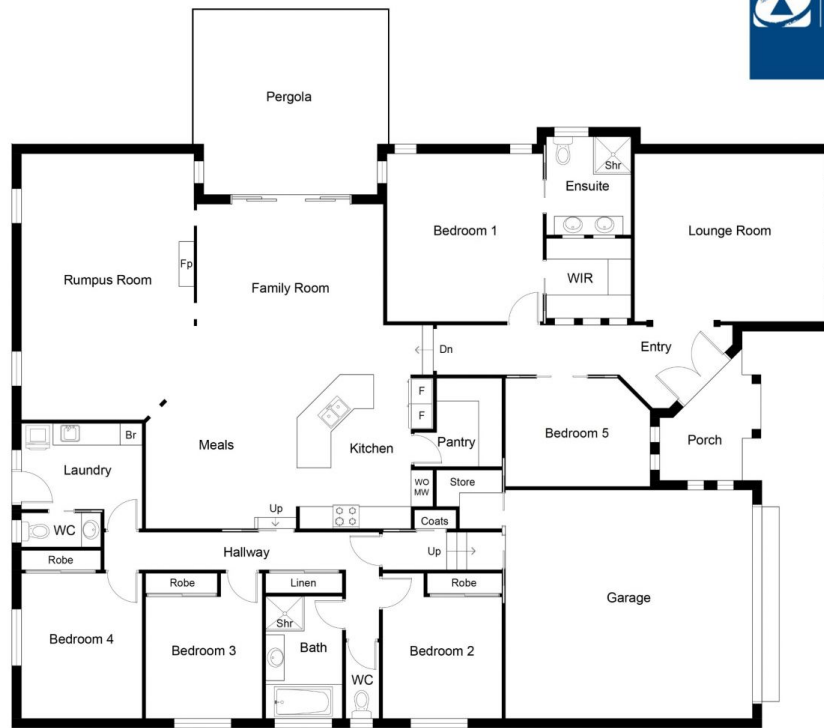 Pergola
Shr
Ensuite
Bedroom 1
Lounge Room
Rumpus Room
Fp
Family Room
WIR
Dn
Entry
F
F
Br
Laundry
Meals
Kitchen
Pantry
Bedroom 5
Porch
WO
MW
Store
Coats
WC
Up
Hallway
Up
Robe
Robe
Linen
Robe
Garage
Shr
Bedroom 4
Bedroom 3
Bath
Bedroom 2
WC